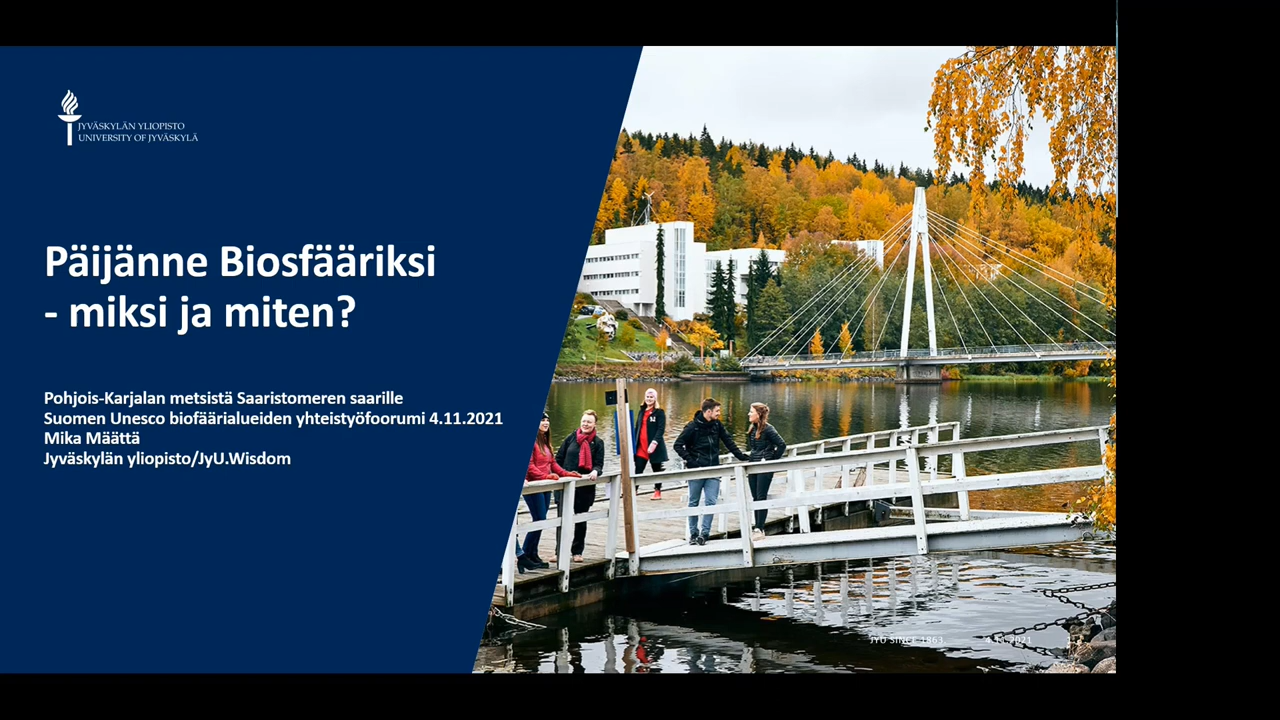 JYVÄSKYLÄN YLIOPISTO
UNIVERSITY OF JYVÄSKYLÄ
Päijänne Biosfääriksi
- miksi ja miten?
Pohjois-Karjalan metsistä Saaristomeren saarille
Suomen Unesco biofäärialueiden yhteistyöfoorumi 4.11.2021
Mika Määttä
Jyväskylän yliopisto/JyU.Wisdom
JYU SINCE 1863. 4.11.2021